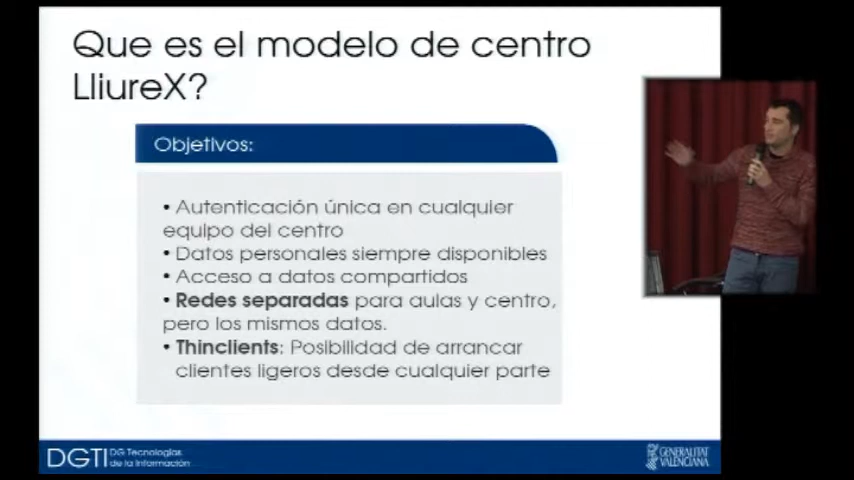 Que es el modelo de centro
LliureX?
Objetivos:
• Autenticación única en cualquier
equipo del centro
• Datos personales siempre disponibles
• Acceso a datos compartidos
• Redes separadas para aulas y centro,
pero los mismos datos.
• Thinclients: Posibilidad de arrancar
clientes ligeros desde cualquier parte
DGTI DG Tecnologías
de la Información
GENERALITAT
VALENCIANA